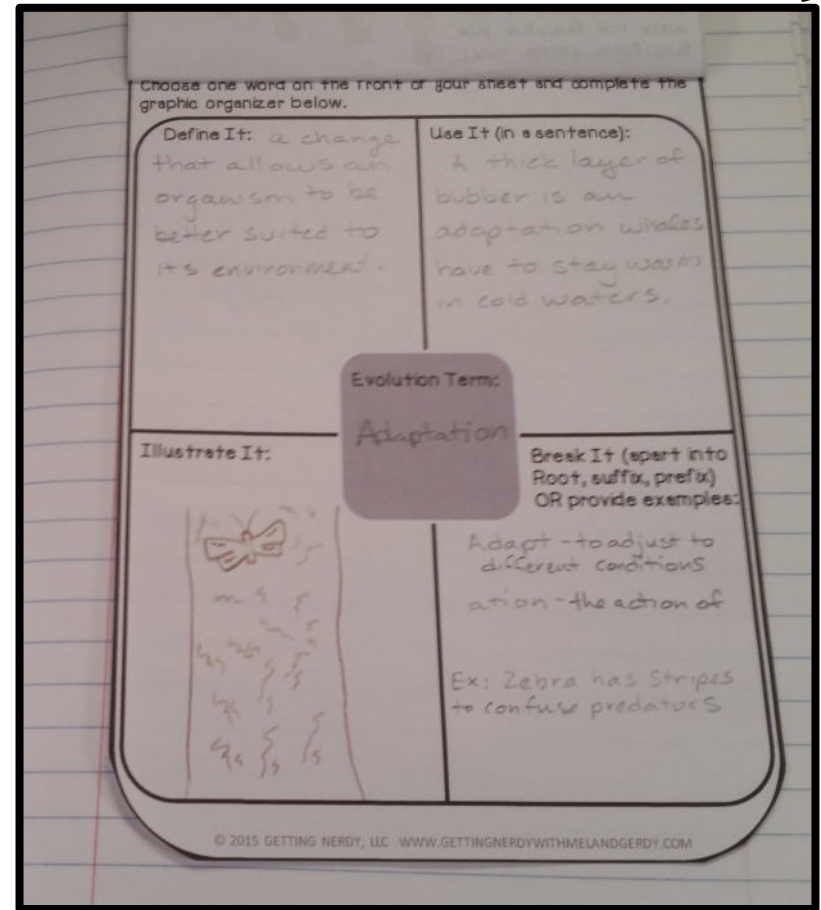 Choose one word on the front of your sheet and complete the
graphic organizer below.
Define It: a change
that allows an
organism to be
better suited to
its environment.
Use It (in a sentence):
A thick layer of
bubber is an
adaptation whales
have to stay warm
in cold waters.
Evolution Term:
Adaptation
Illustrate It:
Break It (apart into
Root, suffix, prefix)
OR provide examples:
Adapt - to adjust to
different conditions
ation - the action of
Ex: Zebra has Stripes
to confuse predators
© 2015 GETTING NERDY, LLC WWW.GETTINGNERDYWITHMELANDGERDY.COM